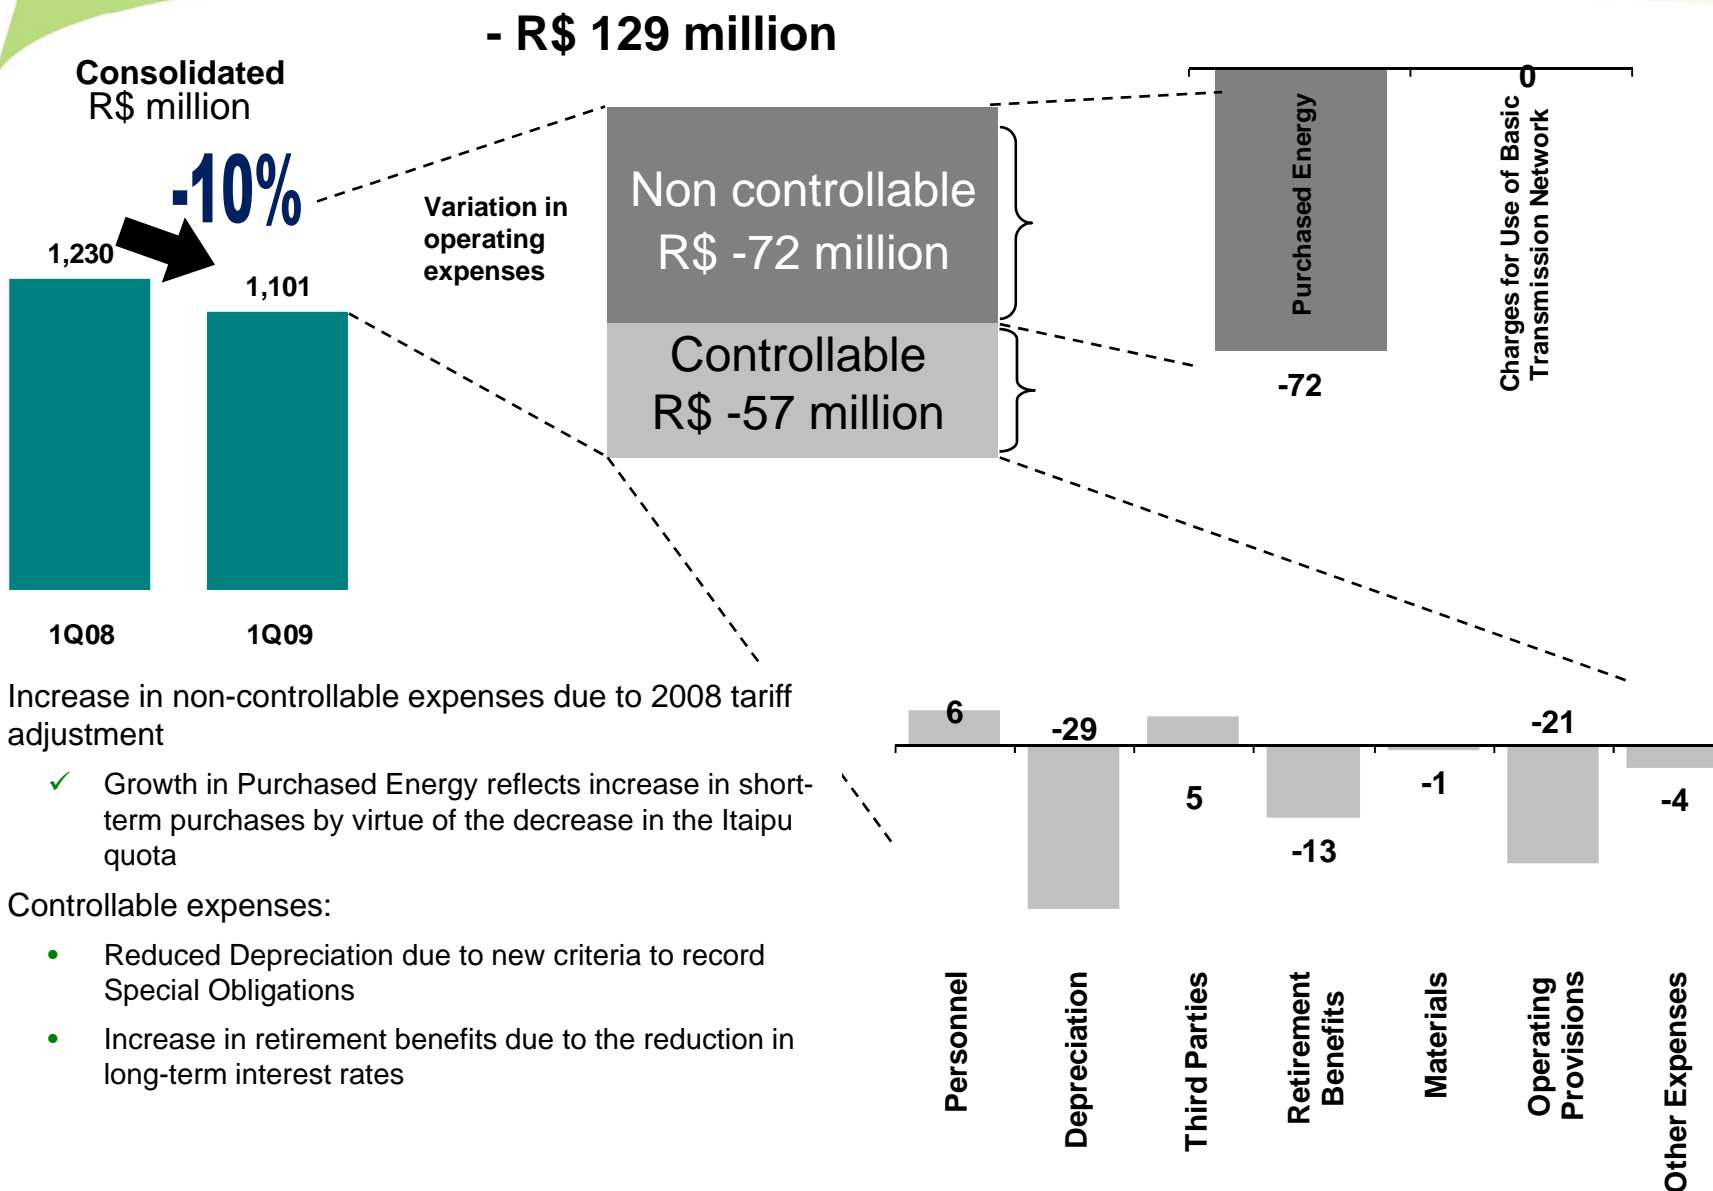 - R$ 129 million
Consolidated
R$ million
-10%
1,230
1,101
1Q08
1Q09
Variation in
operating
expenses
Non controllable
R$ -72 million
Controllable
R$ -57 million
Purchased Energy
-72
0
Charges for Use of Basic
Transmission Network
Increase in non-controllable expenses due to 2008 tariff
adjustment
✓ Growth in Purchased Energy reflects increase in short-
term purchases by virtue of the decrease in the Itaipu
quota
Controllable expenses:
• Reduced Depreciation due to new criteria to record
Special Obligations
• Increase in retirement benefits due to the reduction in
long-term interest rates
6
-29
5
-13
-1
-21
-4
Personnel
Depreciation
Third Parties
Retirement
Benefits
Materials
Operating
Provisions
Other Expenses